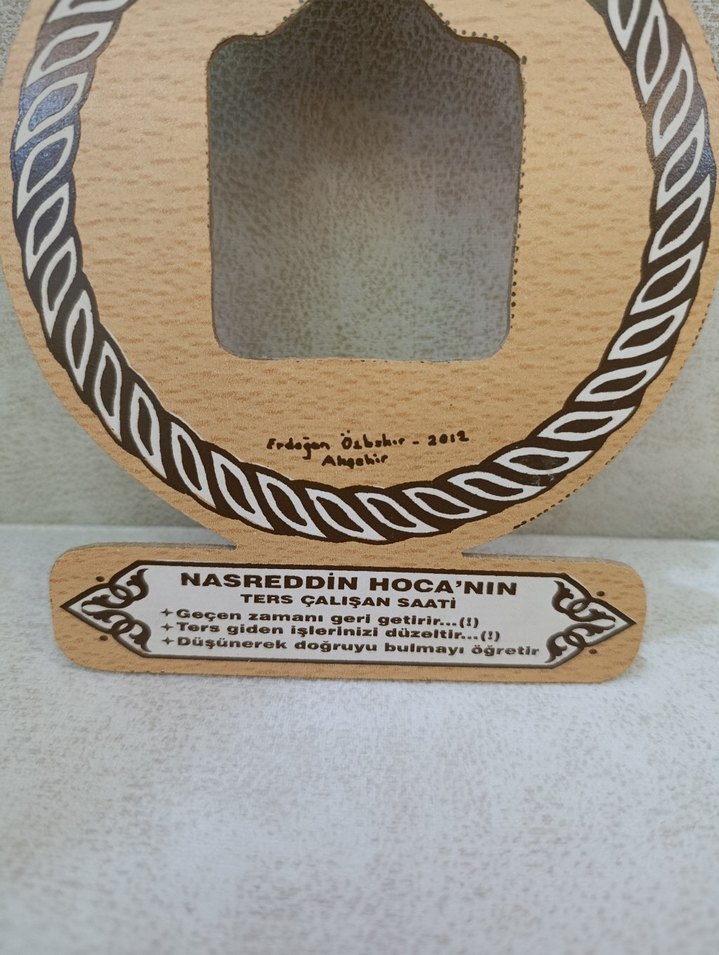 Erdoğan Özbakır - 2012
Akşehir
NASREDDİN HOCA'NIN
TERS ÇALIŞAN SAATİ
Geçen zamanı geri getirir...(!)
Ters giden işlerinizi düzeltir...(!)
Düşünerek doğruyu bulmayı öğretir